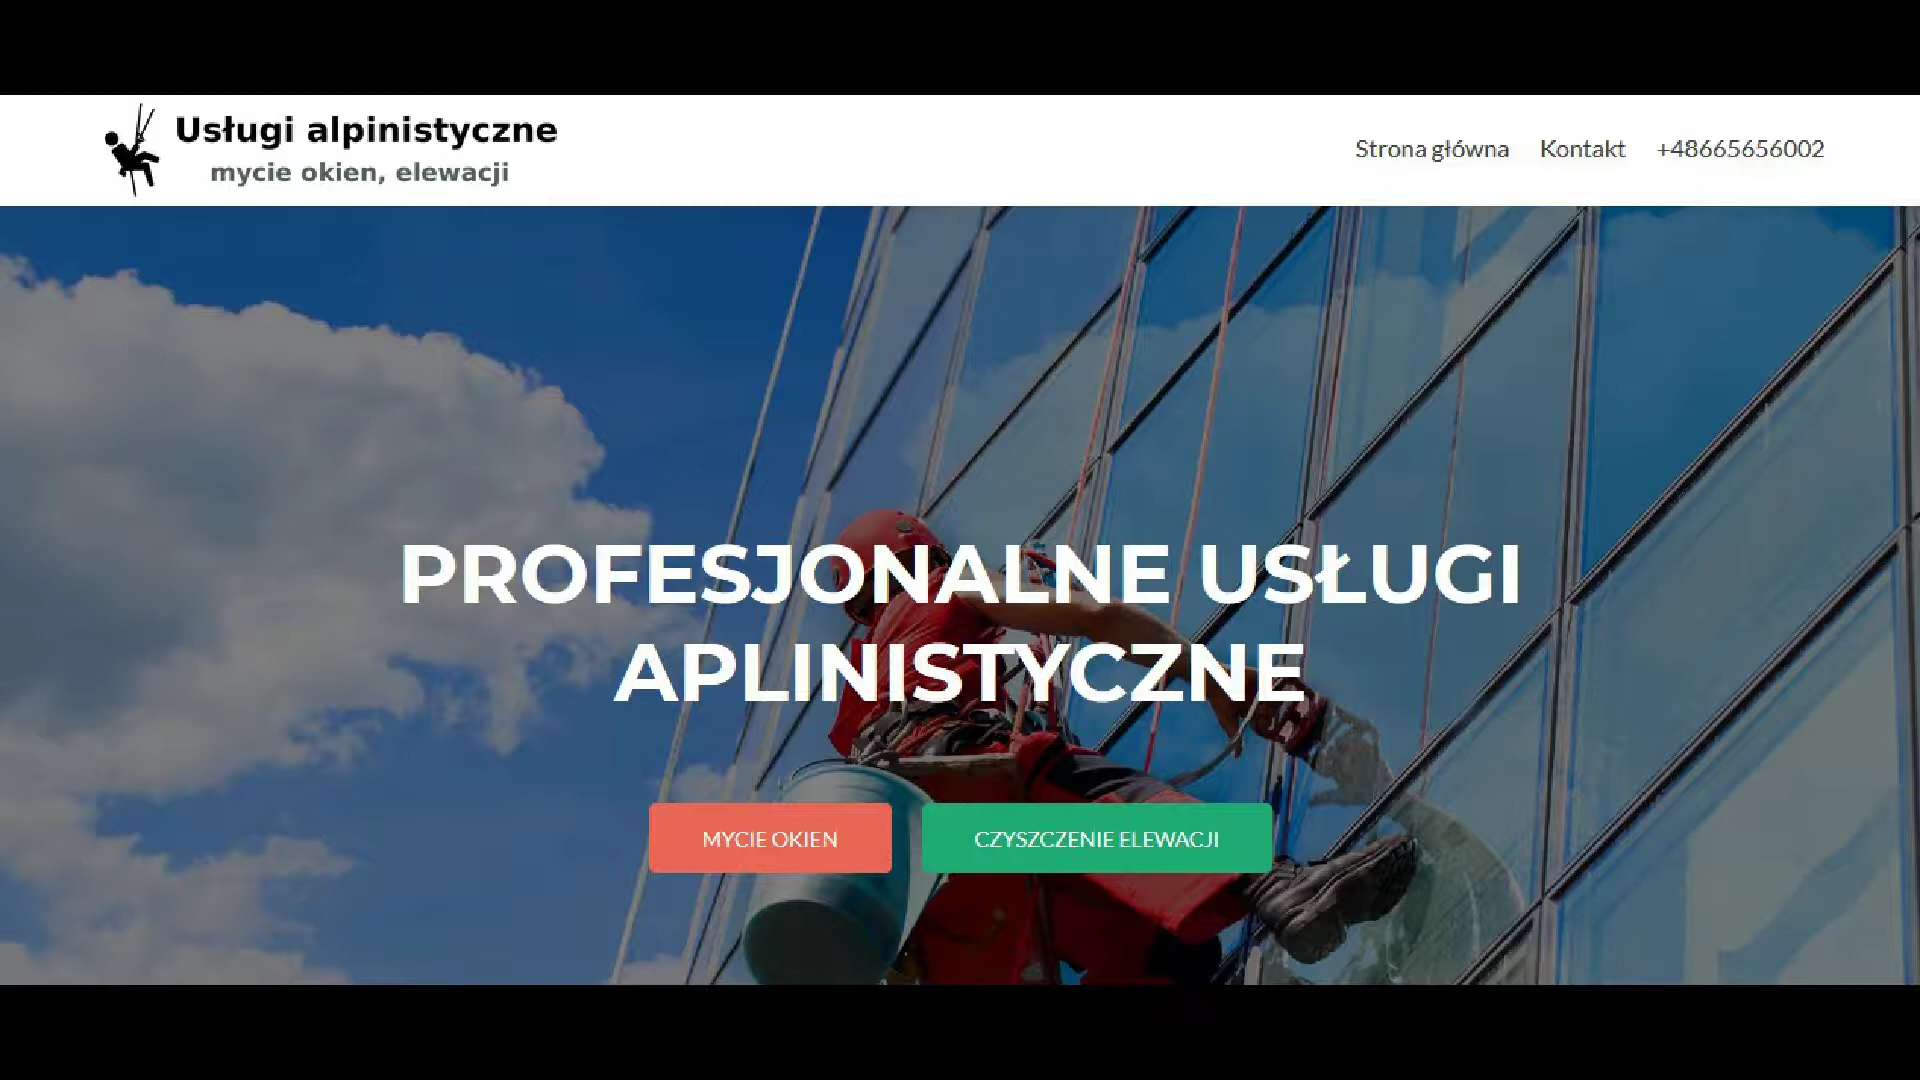 Usługi alpinistyczne
mycie okien, elewacji
Strona główna Kontakt +48665656002
PROFESJONALNE USŁUGI
APLINISTYCZNE
MYCIE OKIEN CZYSZCZENIE ELEWACJI